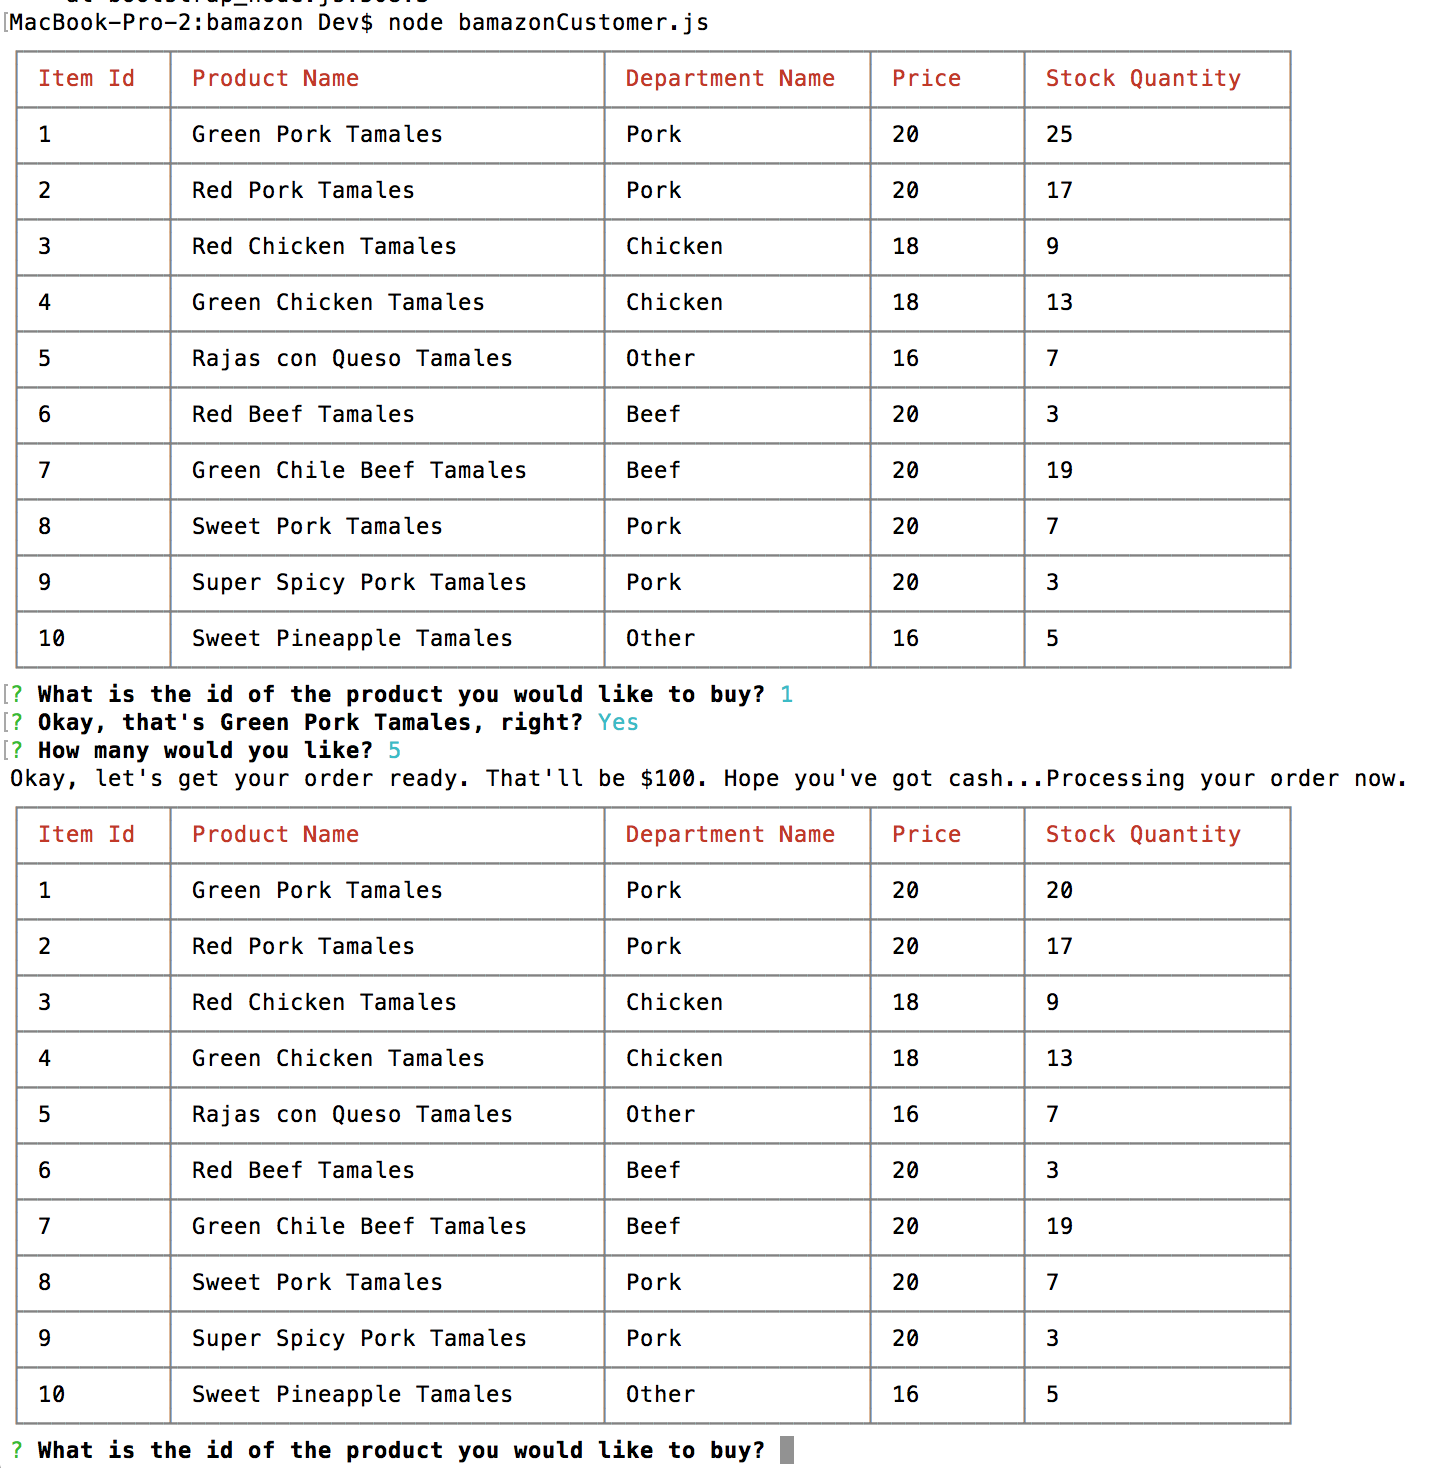 MacBook-Pro-2:bamazon Dev$ node bamazonCustomer.js
Item Id Product Name Department Name Price Stock Quantity
1 Green Pork Tamales Pork 20 25
2 Red Pork Tamales Pork 20 17
3 Red Chicken Tamales Chicken 18 9
4 Green Chicken Tamales Chicken 18 13
5 Rajas con Queso Tamales Other 16 7
6 Red Beef Tamales Beef 20 3
7 Green Chile Beef Tamales Beef 20 19
8 Sweet Pork Tamales Pork 20 7
9 Super Spicy Pork Tamales Pork 20 3
10 Sweet Pineapple Tamales Other 16 5
? What is the id of the product you would like to buy? 1
? Okay, that's Green Pork Tamales, right? Yes
? How many would you like? 5
Okay, let's get your order ready. That'll be $100. Hope you've got cash...Processing your order now.
Item Id Product Name Department Name Price Stock Quantity
1 Green Pork Tamales Pork 20 20
2 Red Pork Tamales Pork 20 17
3 Red Chicken Tamales Chicken 18 9
4 Green Chicken Tamales Chicken 18 13
5 Rajas con Queso Tamales Other 16 7
6 Red Beef Tamales Beef 20 3
7 Green Chile Beef Tamales Beef 20 19
8 Sweet Pork Tamales Pork 20 7
9 Super Spicy Pork Tamales Pork 20 3
10 Sweet Pineapple Tamales Other 16 5
? What is the id of the product you would like to buy?